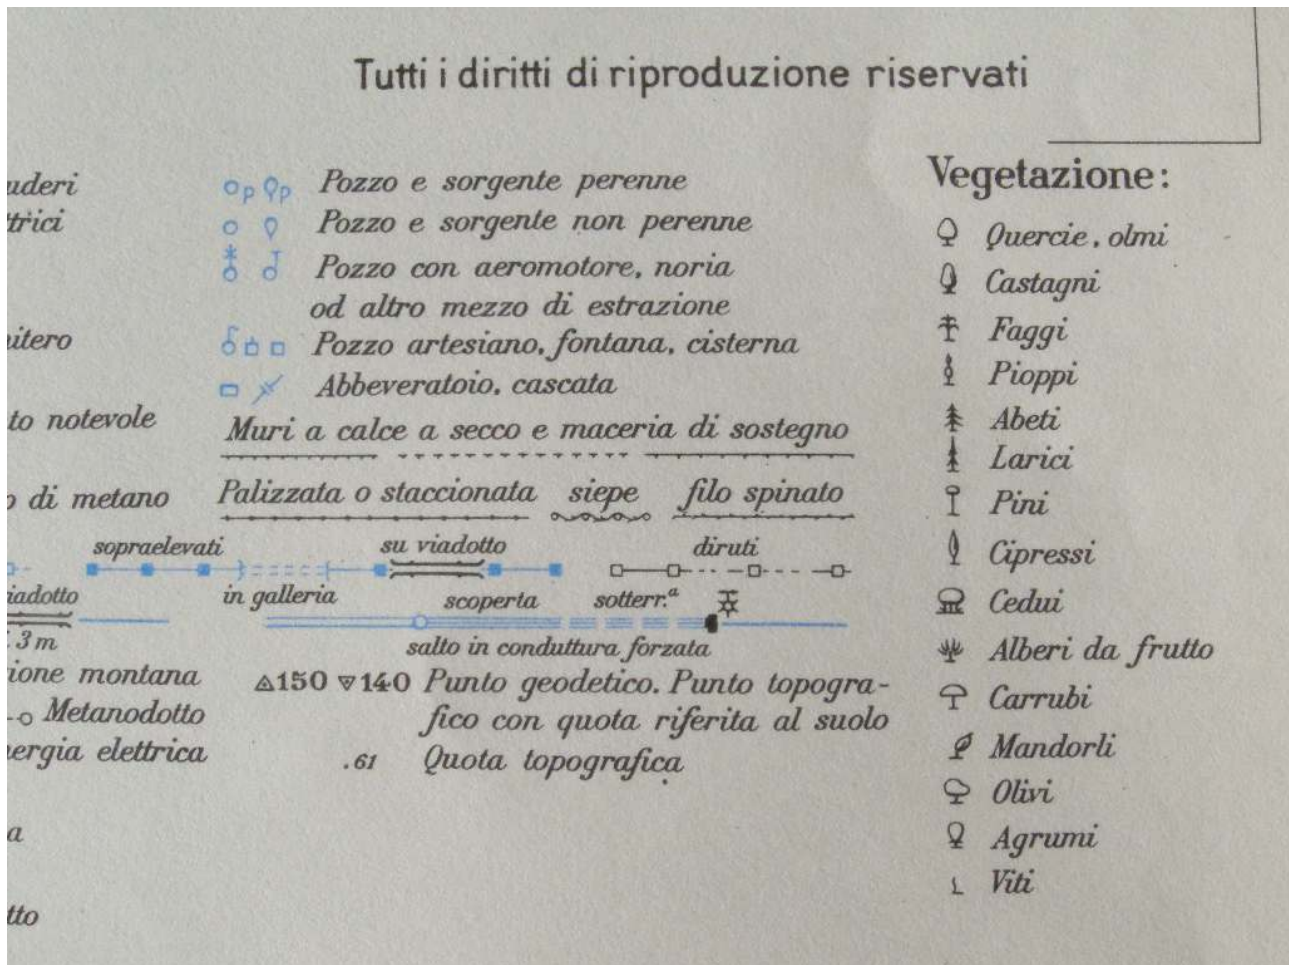 Tutti i diritti di riproduzione riservati
Pozzo e sorgente perenne
Pozzo e sorgente non perenne
Pozzo con aeromotore, noria
od altro mezzo di estrazione
Pozzo artesiano, fontana, cisterna
Abbeveratoio, cascata
to notevole
Muri a calce a secco e maceria di sostegno
di metano
Palizzata o staccionata siepe filo spinato
sopraelevati su viadotto diruti
in galleria scoperta sotterr.ª
3 m
salto in conduttura forzata
ione montana
Metanodotto
ergia elettrica
△150 ▽140 Punto geodetico. Punto topogra-
fico con quota riferita al suolo
.61 Quota topografica
Vegetazione:
Quercie, olmi
Castagni
Faggi
Pioppi
Abeti
Larici
Pini
Cipressi
Cedui
Alberi da frutto
Carrubi
Mandorli
Olivi
Agrumi
Viti